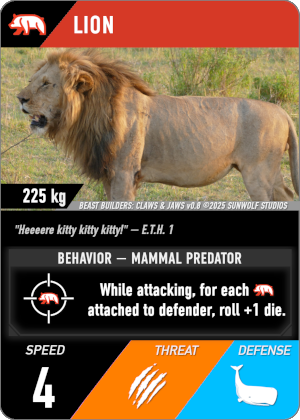 LION
225 kg
BEAST BUILDERS: CLAWS & JAWS v0.8 ©2025 SUNWOLF STUDIOS
"Heeeere kitty kitty kitty!" — E.T.H. 1
BEHAVIOR — MAMMAL PREDATOR
While attacking, for each
attached to defender, roll +1 die.
SPEED
THREAT
DEFENSE
4